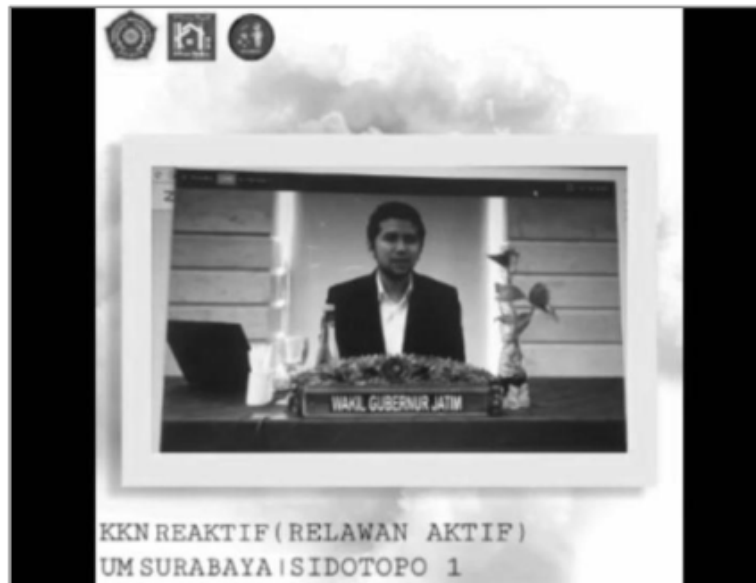 WAKIL GUBERNUR JATIM
KKN REAKTIF(RELAWAN AKTIF)
UM SURABAYA|SIDOTOPO 1